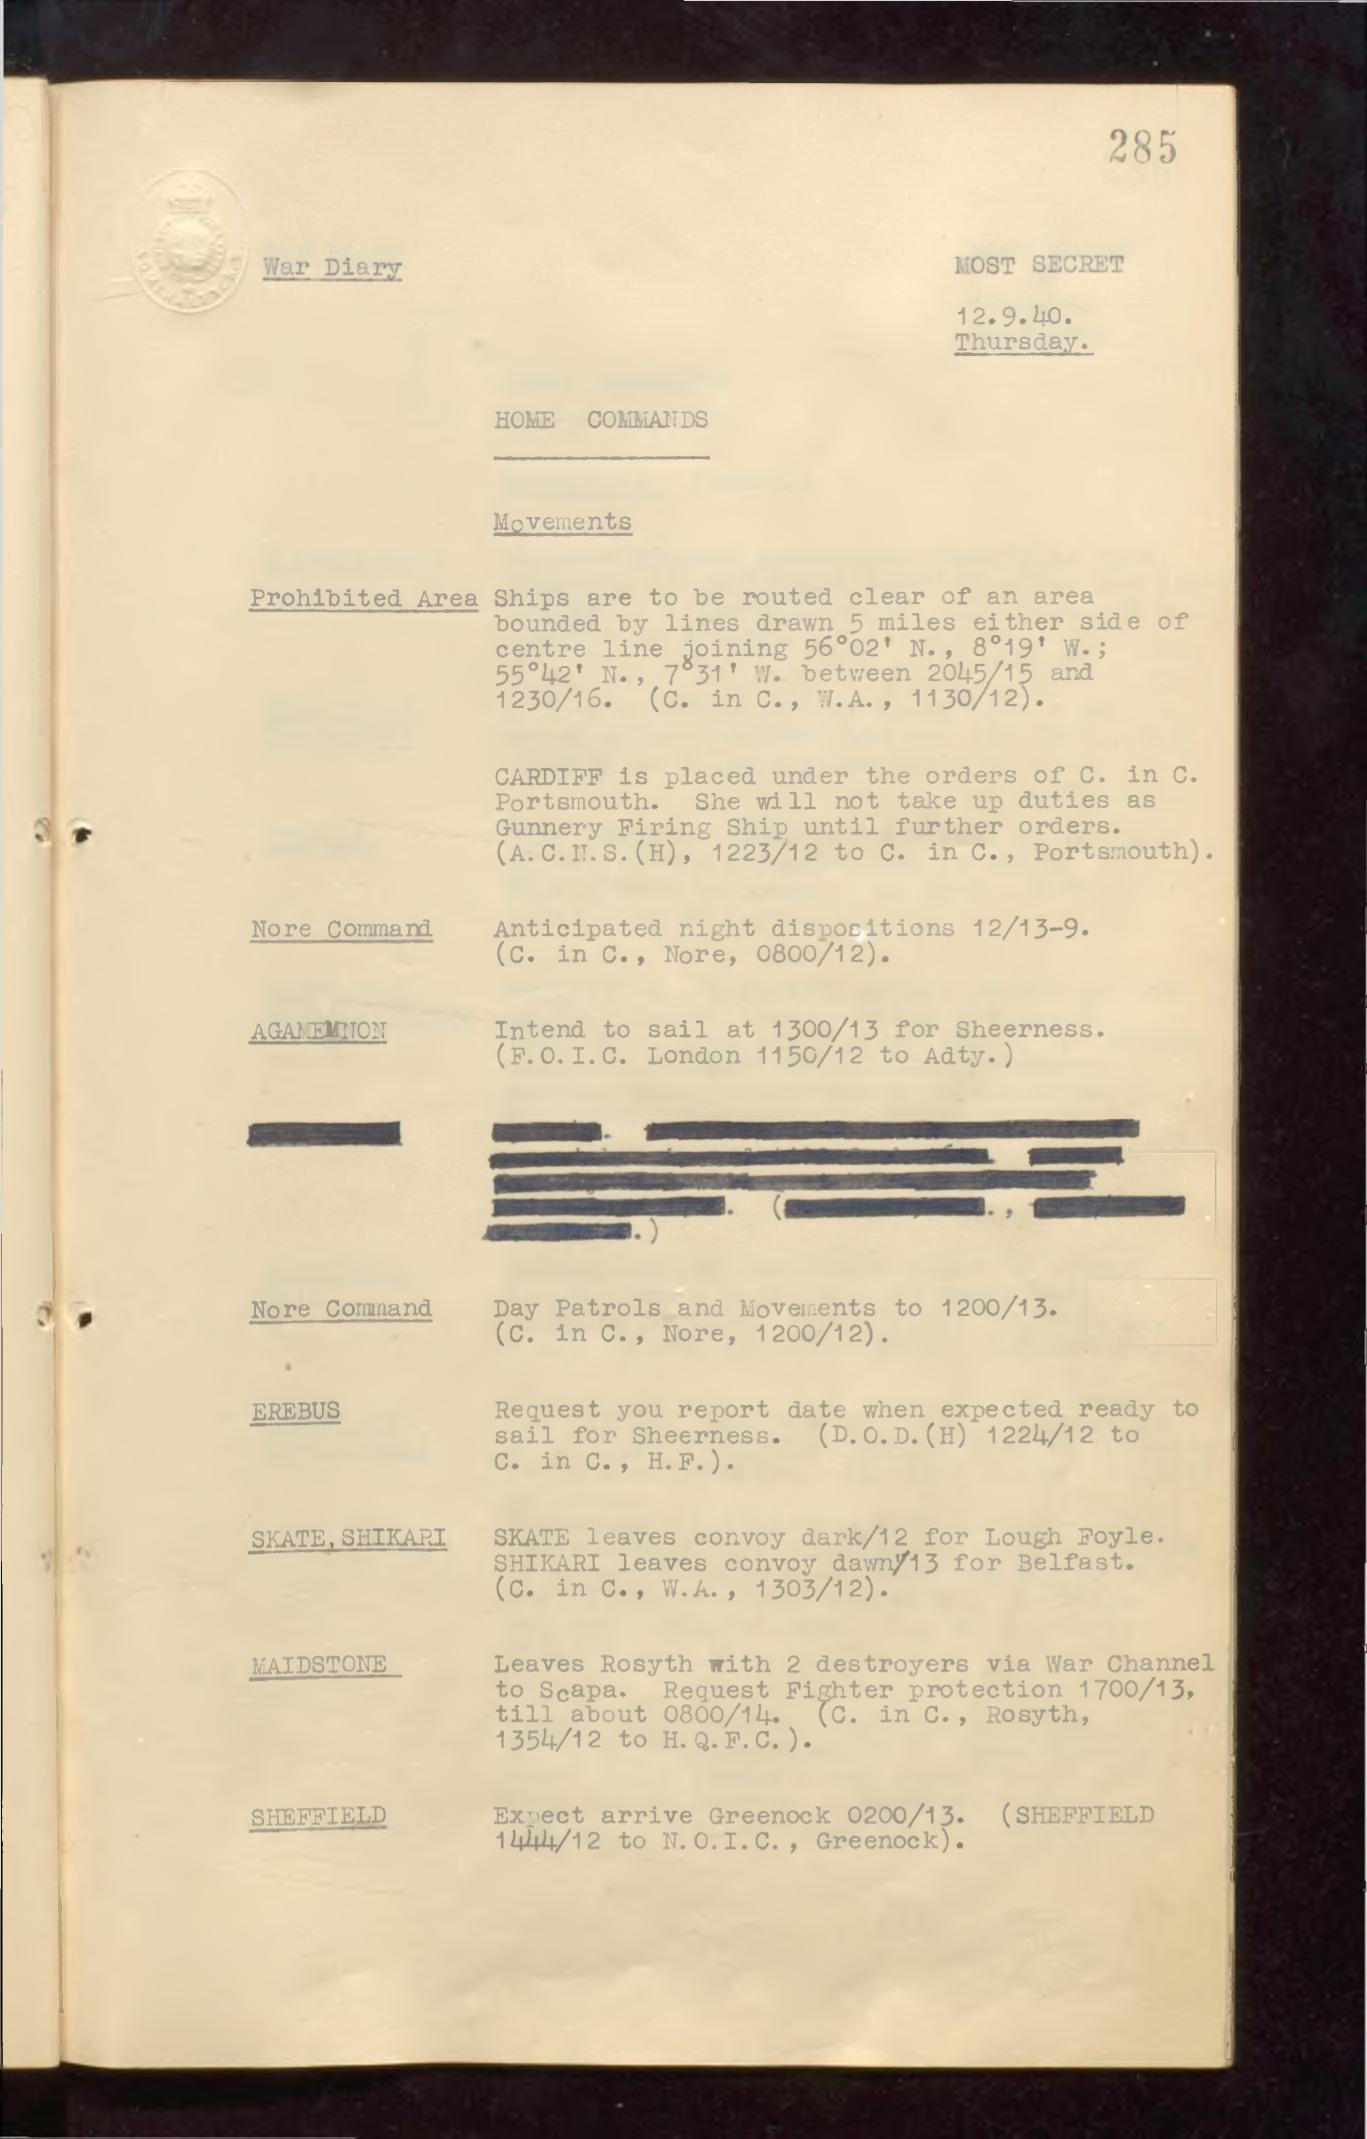 285
War Diary
MOST SECRET
12.9.40.
Thursday.
HOME COMMANDS
Movements
Prohibited Area Ships are to be routed clear of an area
bounded by lines drawn 5 miles either side of
centre line joining 56°02' N., 8°19' W.;
55°42' N., 7°31' W. between 2045/15 and
1230/16. (C. in C., W.A., 1130/12).
CARDIFF is placed under the orders of C. in C.
Portsmouth. She will not take up duties as
Gunnery Firing Ship until further orders.
(A.C.N.S.(H), 1223/12 to C. in C., Portsmouth).
Nore Command Anticipated night dispositions 12/13-9.
(C. in C., Nore, 0800/12).
AGAMEMNON Intend to sail at 1300/13 for Sheerness.
(F.O.I.C. London 1150/12 to Adty.)
. ( . ,
.)
Nore Command Day Patrols and Movements to 1200/13.
(C. in C., Nore, 1200/12).
EREBUS Request you report date when expected ready to
sail for Sheerness. (D.O.D.(H) 1224/12 to
C. in C., H.F.).
SKATE, SHIKARI SKATE leaves convoy dark/12 for Lough Foyle.
SHIKARI leaves convoy dawn/13 for Belfast.
(C. in C., W.A., 1303/12).
MAIDSTONE Leaves Rosyth with 2 destroyers via War Channel
to Scapa. Request Fighter protection 1700/13,
till about 0800/14. (C. in C., Rosyth,
1354/12 to H.Q.F.C.).
SHEFFIELD Expect arrive Greenock 0200/13. (SHEFFIELD
1444/12 to N.O.I.C., Greenock).